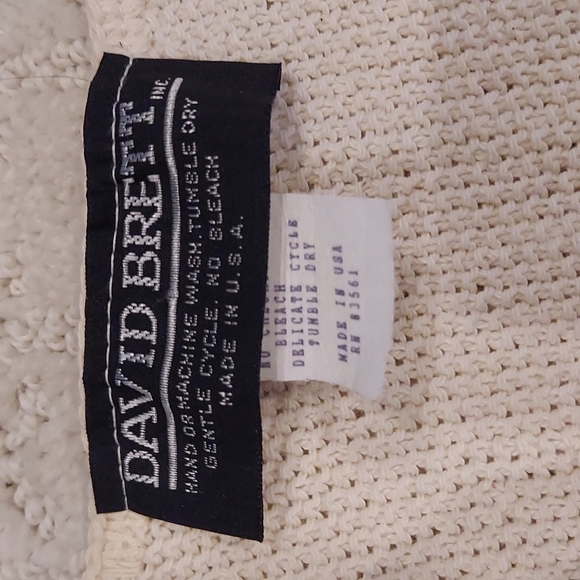 DAVID BRETT INC.
HAND OR MACHINE WASH. TUMBLE DRY
GENTLE CYCLE. NO BLEACH
MADE IN U.S.A.
BLEACH
DELICATE CYCLE
TUMBLE DRY
MADE IN USA
RN 83561